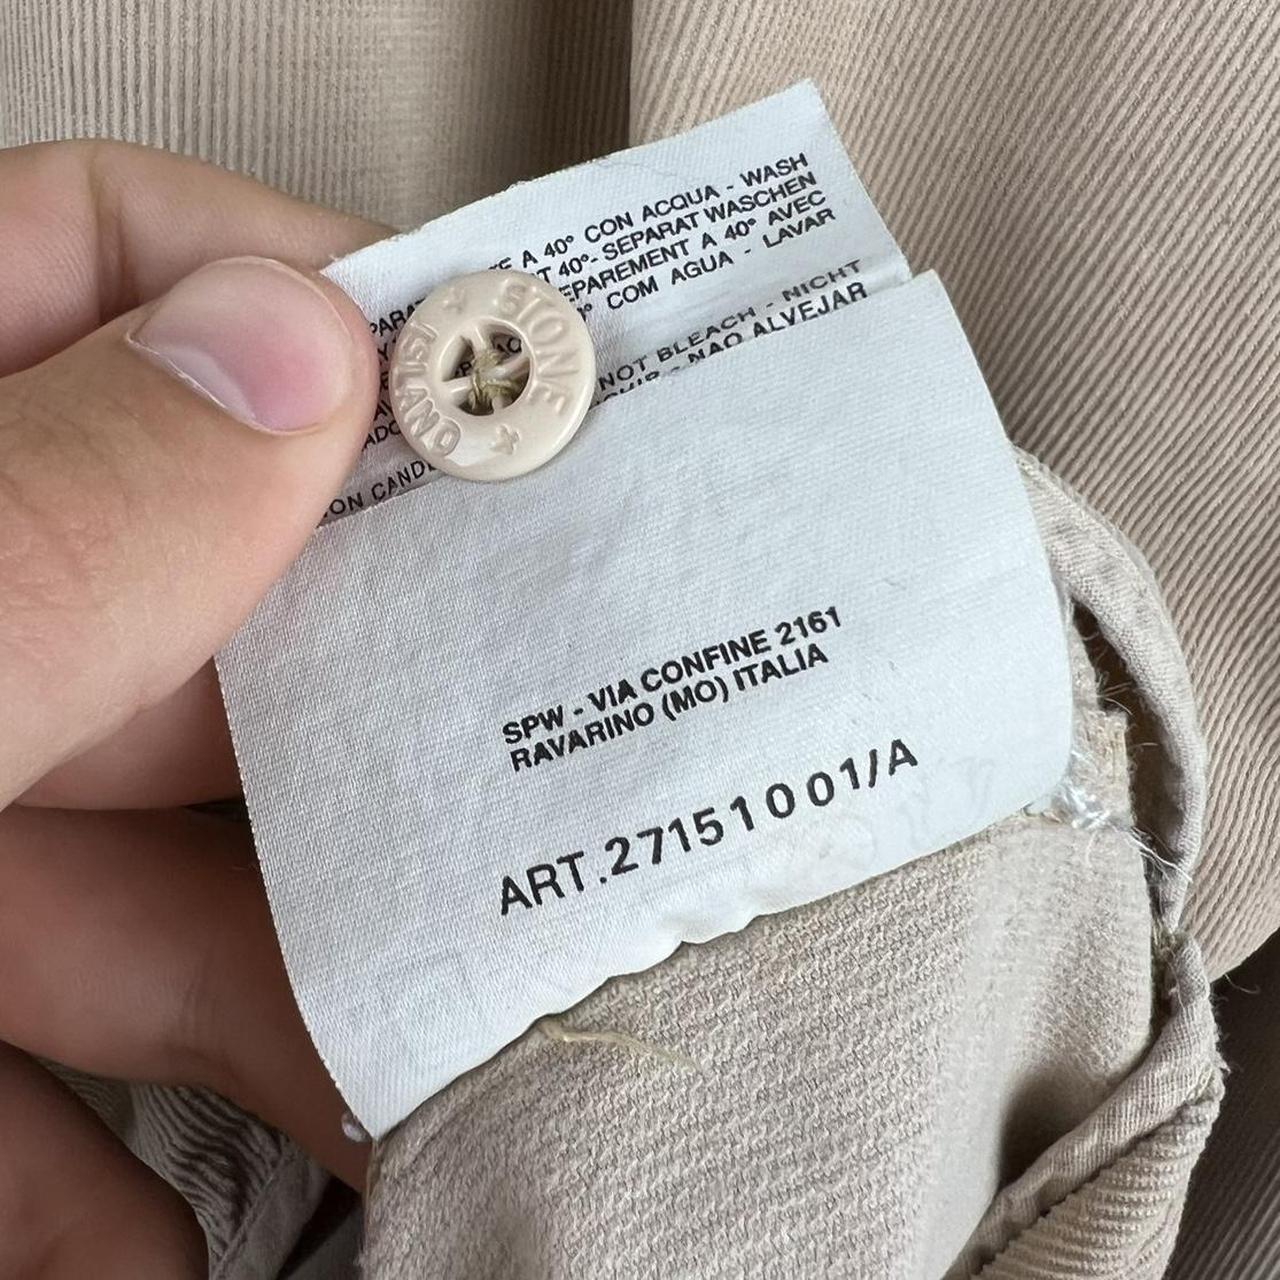 A 40° CON ACQUA - WASH
40°- SEPARAT WASCHEN
A 40° AVEC
COM AGUA - LAVAR
NOT BLEACH - NICHT
NAO ALVEJAR
STONE
ISLAND
SPW - VIA CONFINE 2161
RAVARINO (MO) ITALIA
ART.27151001/A